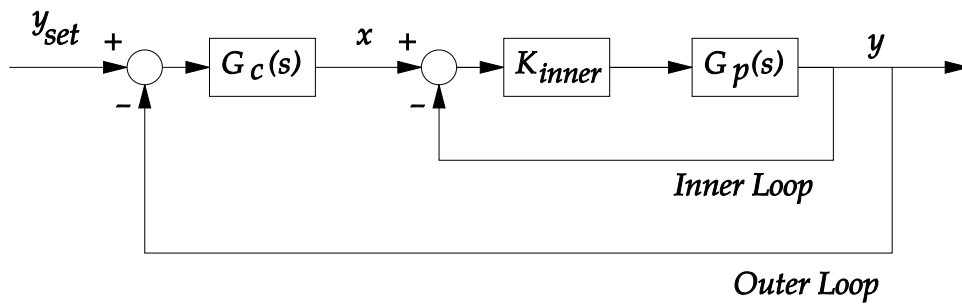 y_set + G_c(s) x + K_inner G_p(s) y
− −
Inner Loop
Outer Loop